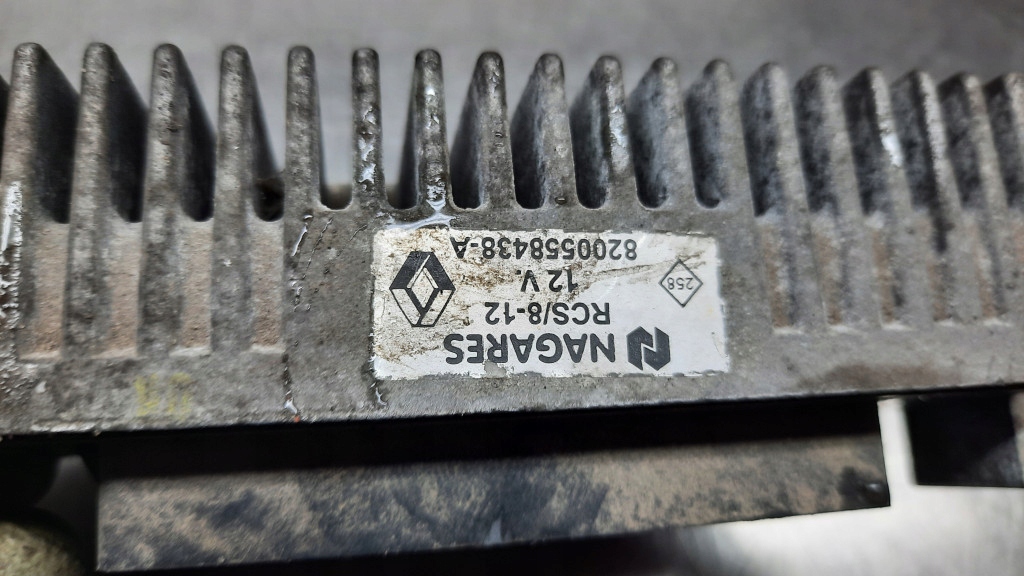 NAGARES
RCS/8-12
12 V.
8200558438-A
258